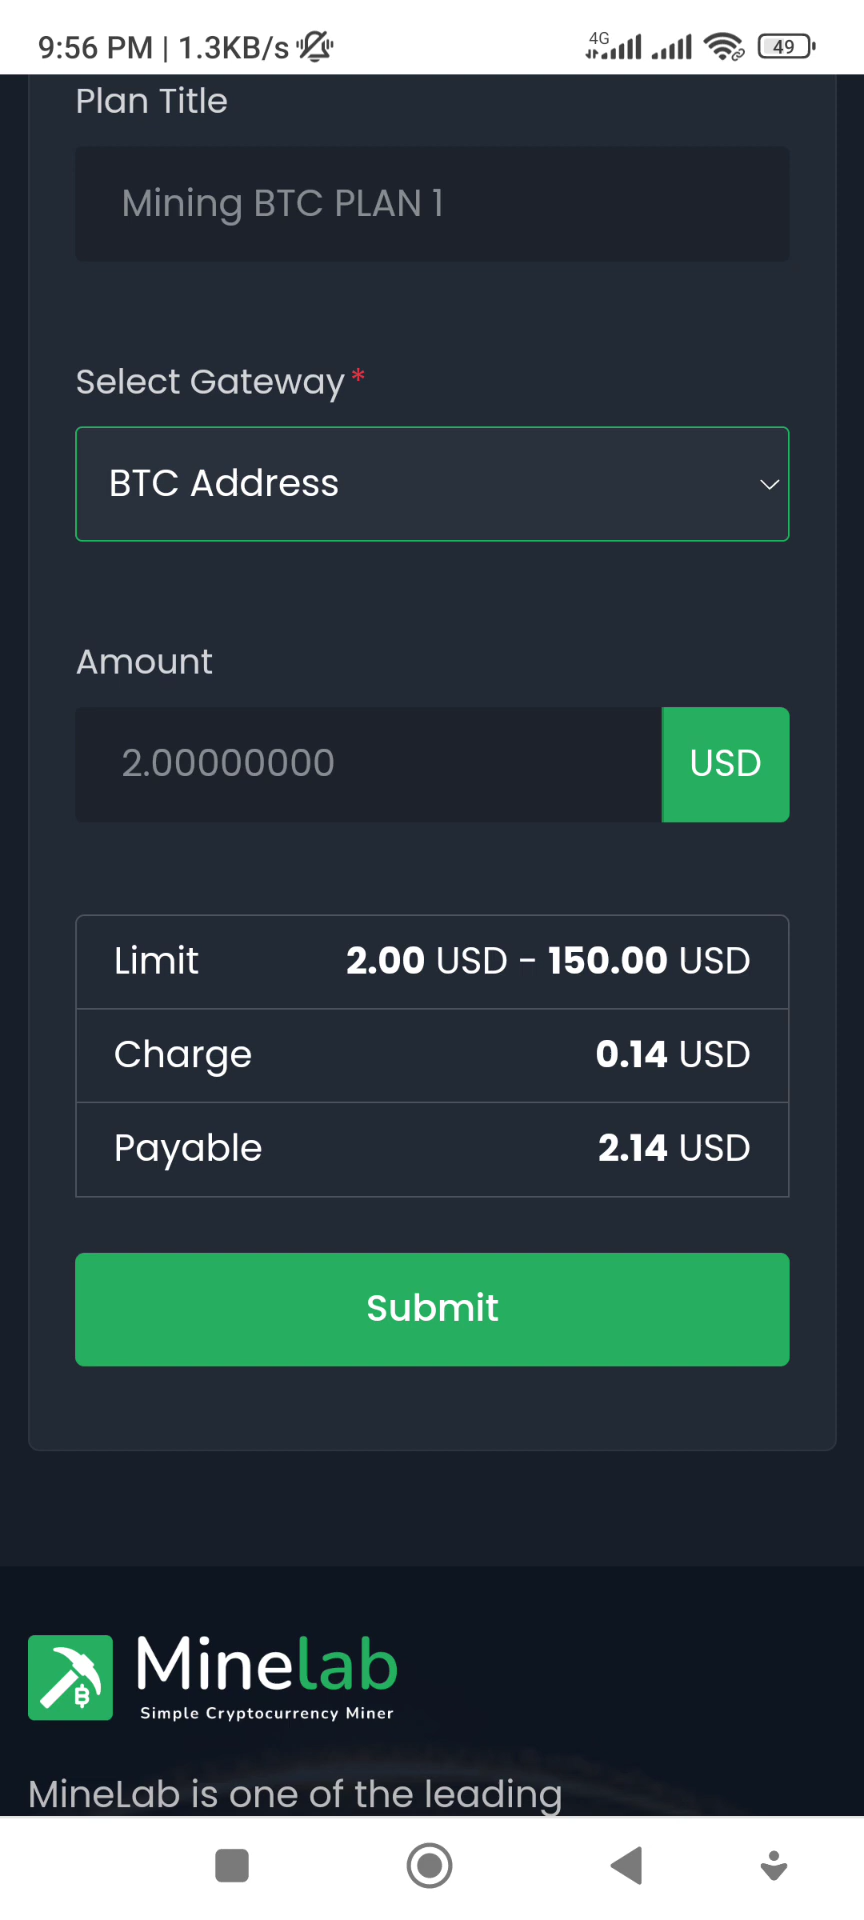 9:56 PM | 1.3KB/s 4G 49
Plan Title
Mining BTC PLAN 1
Select Gateway *
BTC Address
Amount
2.00000000 USD
Limit 2.00 USD - 150.00 USD
Charge 0.14 USD
Payable 2.14 USD
Submit
Minelab
Simple Cryptocurrency Miner
MineLab is one of the leading